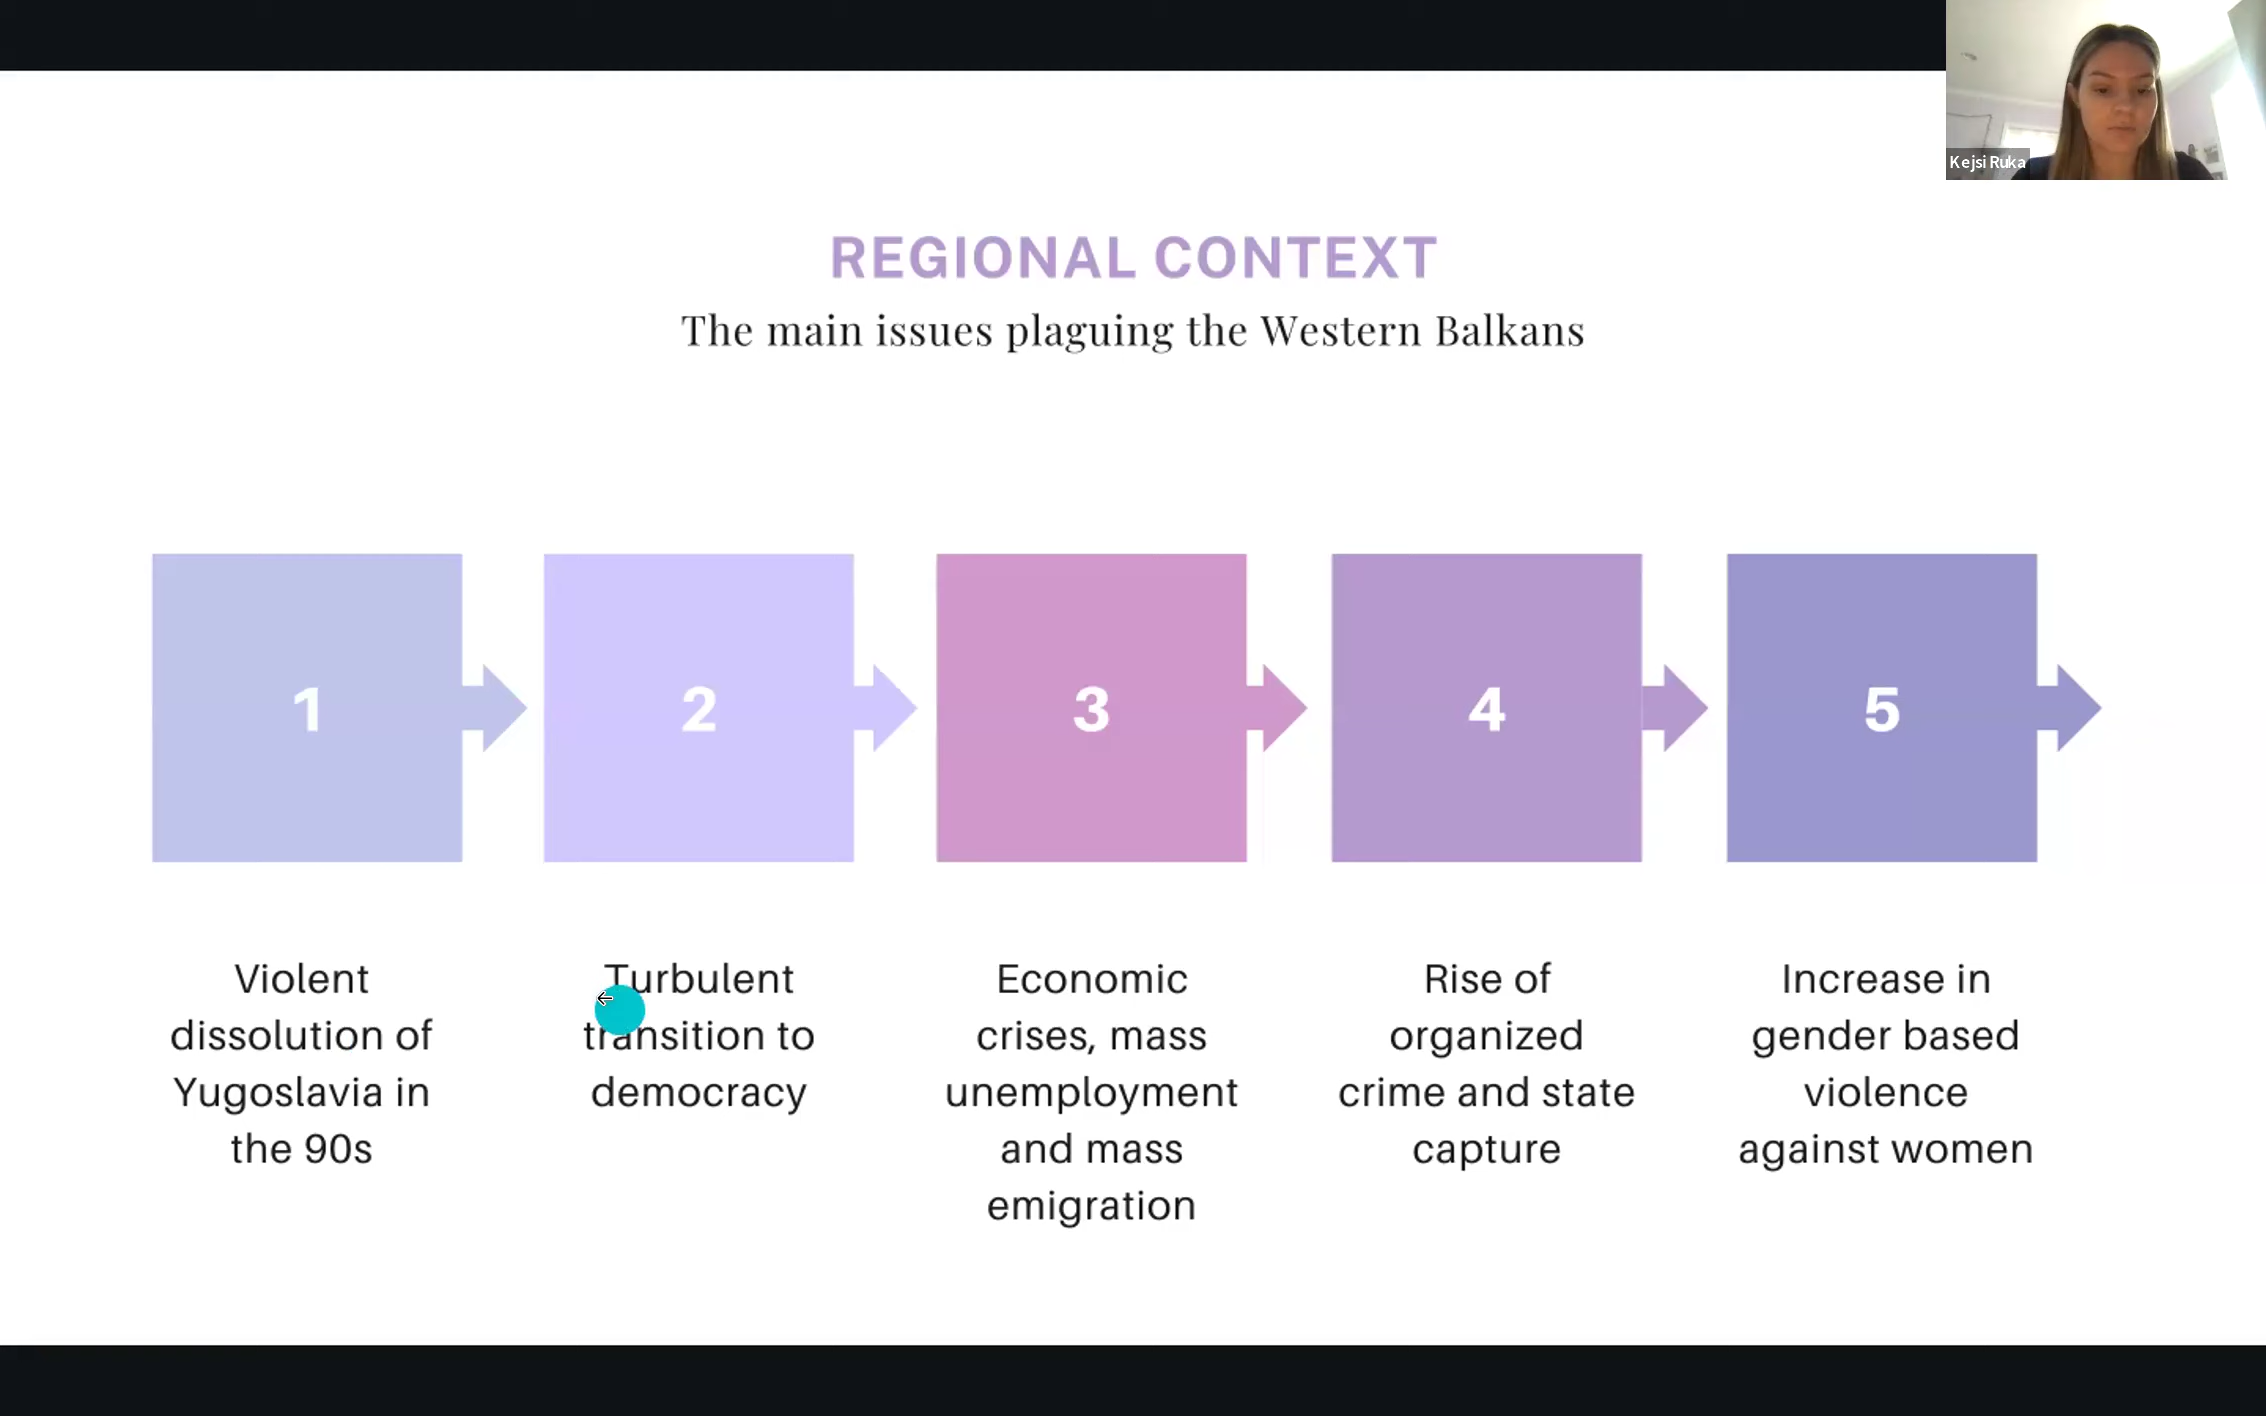 Kejsi Ruka
REGIONAL CONTEXT
The main issues plaguing the Western Balkans
1
2
3
4
5
Violent
dissolution of
Yugoslavia in
the 90s
Turbulent
transition to
democracy
Economic
crises, mass
unemployment
and mass
emigration
Rise of
organized
crime and state
capture
Increase in
gender based
violence
against women